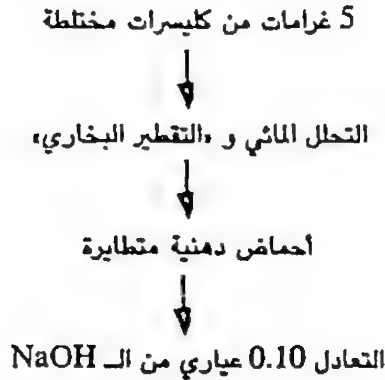 5 غرامات من كليسرات مختلطة
التحلل المائي و «التقطير البخاري»
أحماض دهنية متطايرة
التعادل 0.10 عياري من الـ NaOH